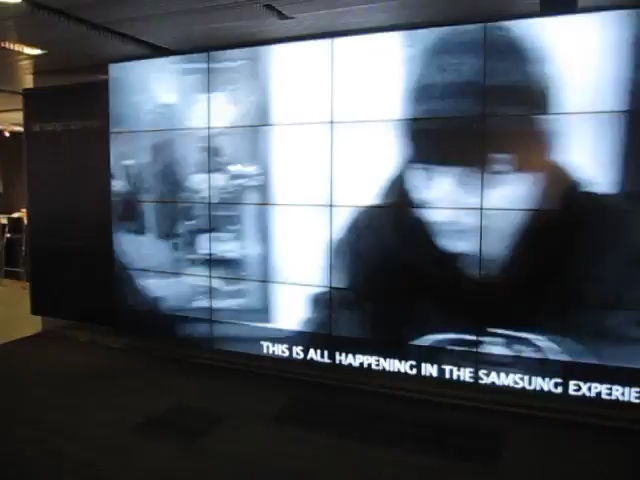 THIS IS ALL HAPPENING IN THE SAMSUNG EXPERIE